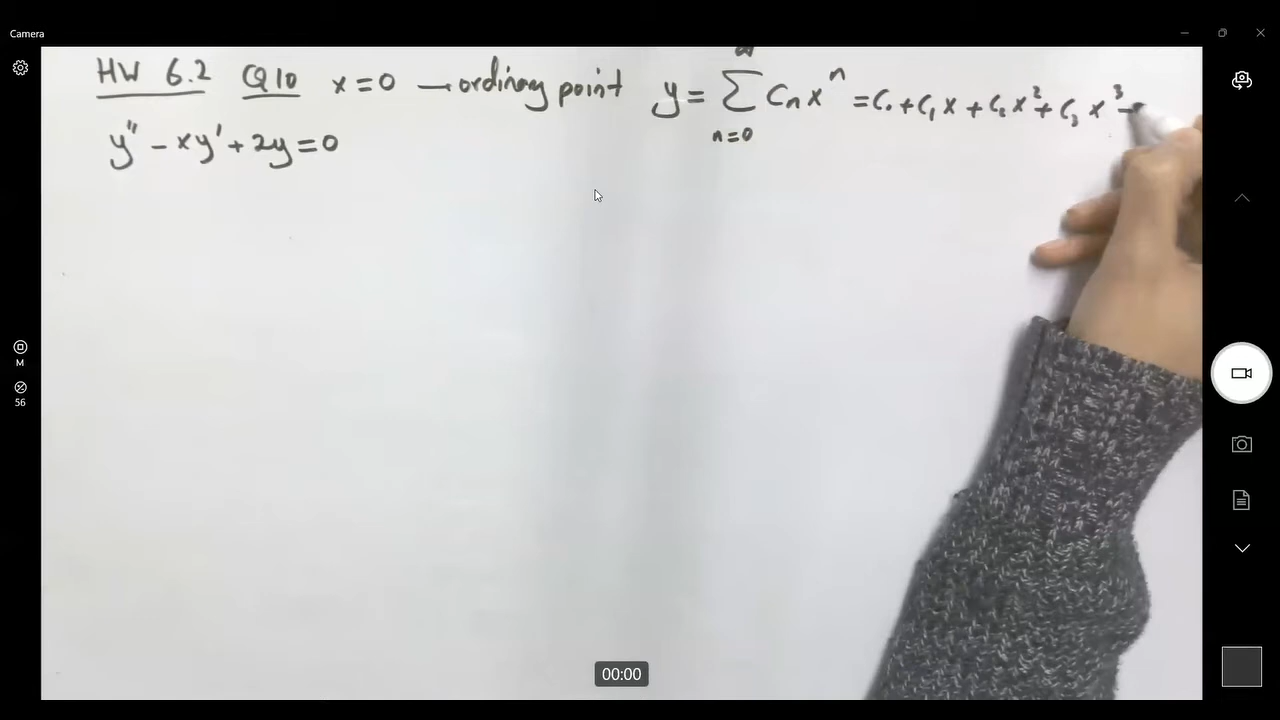 Camera
HW 6.2 Q10 x = 0 → ordinary point y = ∑ n=0 ∞ Cₙxⁿ = C₀ + C₁x + C₂x² + C₃x³ +
y'' − xy' + 2y = 0
M
56
00:00